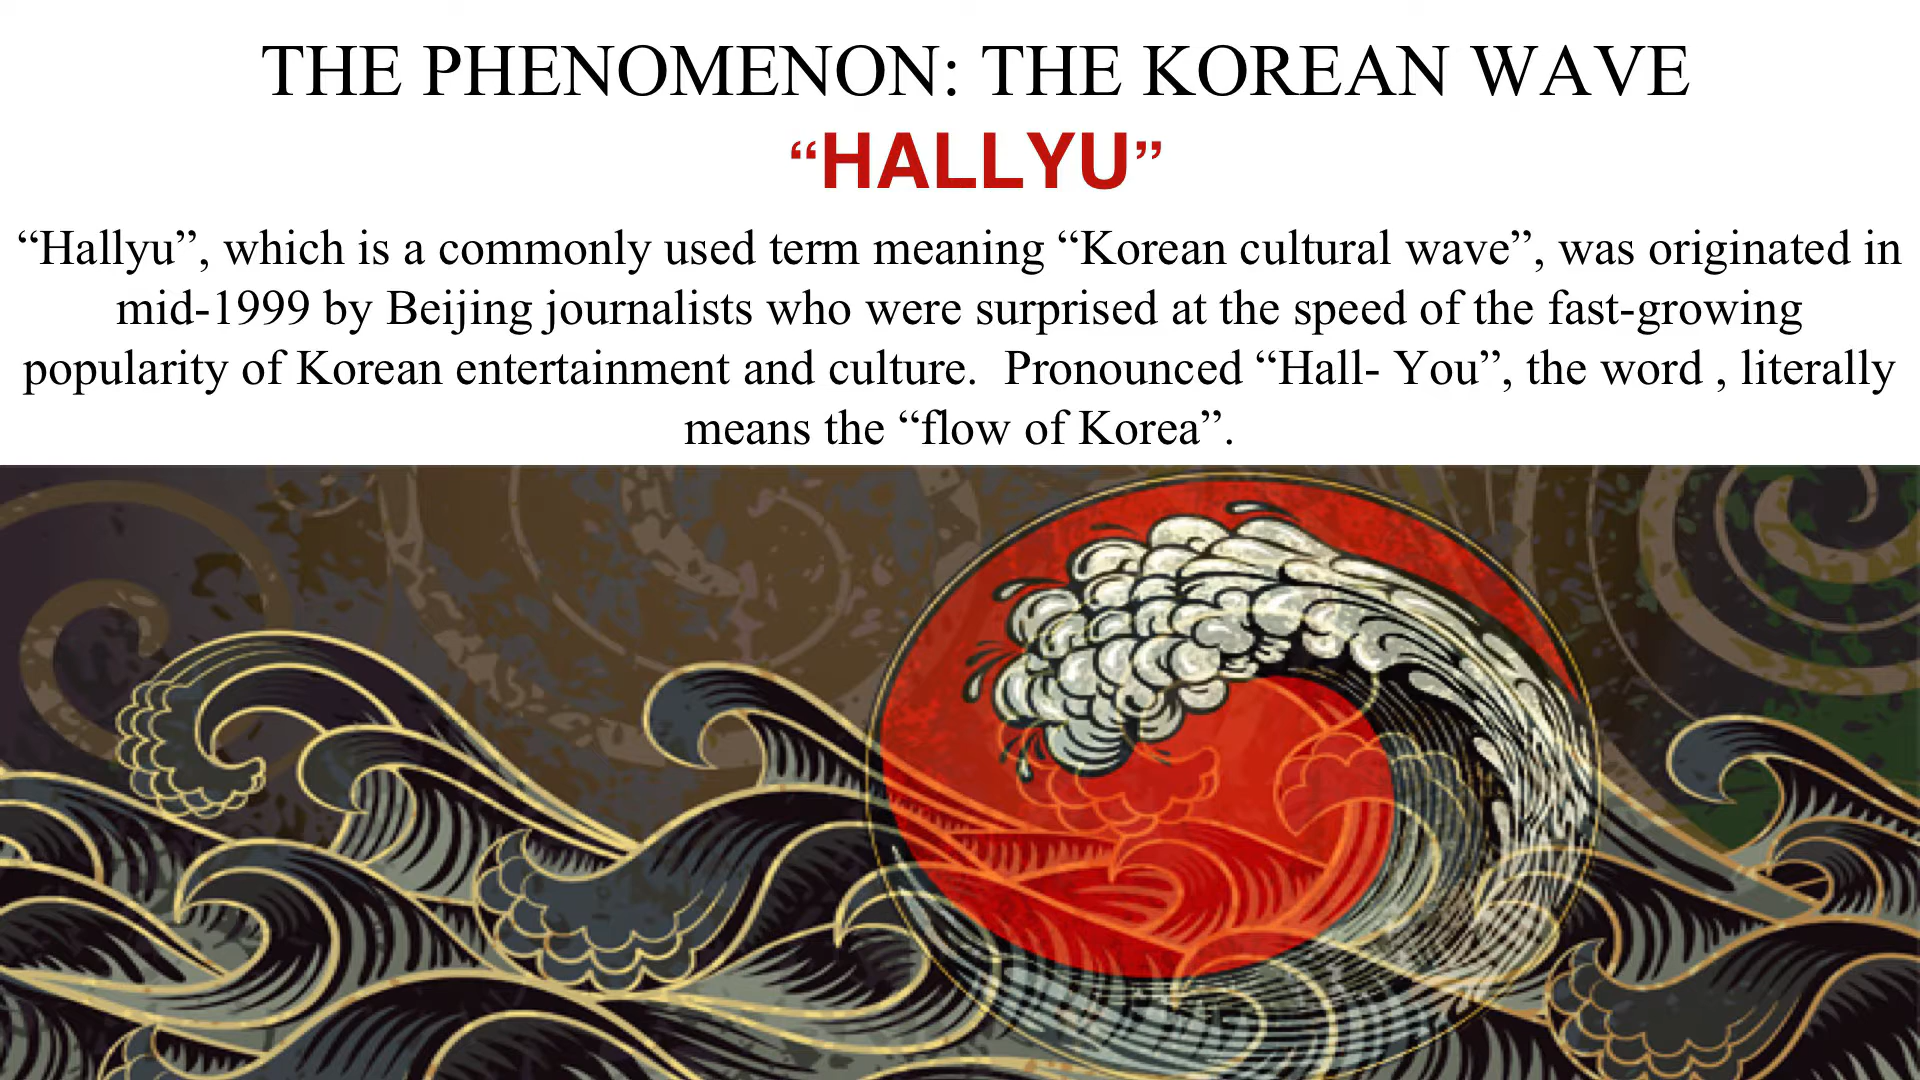 THE PHENOMENON: THE KOREAN WAVE
“HALLYU”
“Hallyu”, which is a commonly used term meaning “Korean cultural wave”, was originated in
mid-1999 by Beijing journalists who were surprised at the speed of the fast-growing
popularity of Korean entertainment and culture.  Pronounced “Hall- You”, the word , literally
means the “flow of Korea”.